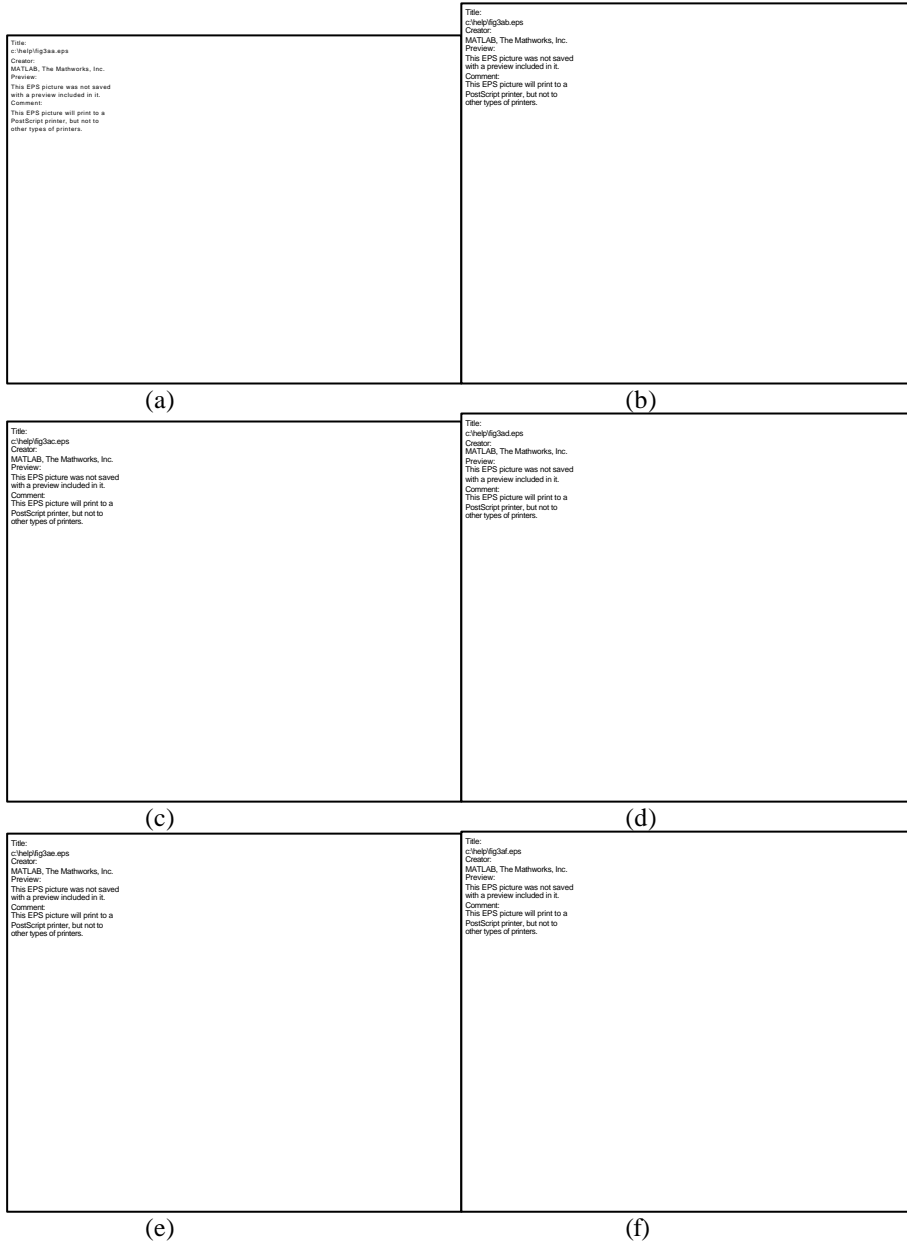 Title:
c:\help\fig3aa.eps
Creator:
MATLAB, The Mathworks, Inc.
Preview:
This EPS picture was not saved
with a preview included in it.
Comment:
This EPS picture will print to a
PostScript printer, but not to
other types of printers.
(a)
Title:
c:\help\fig3ab.eps
Creator:
MATLAB, The Mathworks, Inc.
Preview:
This EPS picture was not saved
with a preview included in it.
Comment:
This EPS picture will print to a
PostScript printer, but not to
other types of printers.
(b)
Title:
c:\help\fig3ac.eps
Creator:
MATLAB, The Mathworks, Inc.
Preview:
This EPS picture was not saved
with a preview included in it.
Comment:
This EPS picture will print to a
PostScript printer, but not to
other types of printers.
(c)
Title:
c:\help\fig3ad.eps
Creator:
MATLAB, The Mathworks, Inc.
Preview:
This EPS picture was not saved
with a preview included in it.
Comment:
This EPS picture will print to a
PostScript printer, but not to
other types of printers.
(d)
Title:
c:\help\fig3ae.eps
Creator:
MATLAB, The Mathworks, Inc.
Preview:
This EPS picture was not saved
with a preview included in it.
Comment:
This EPS picture will print to a
PostScript printer, but not to
other types of printers.
(e)
Title:
c:\help\fig3af.eps
Creator:
MATLAB, The Mathworks, Inc.
Preview:
This EPS picture was not saved
with a preview included in it.
Comment:
This EPS picture will print to a
PostScript printer, but not to
other types of printers.
(f)